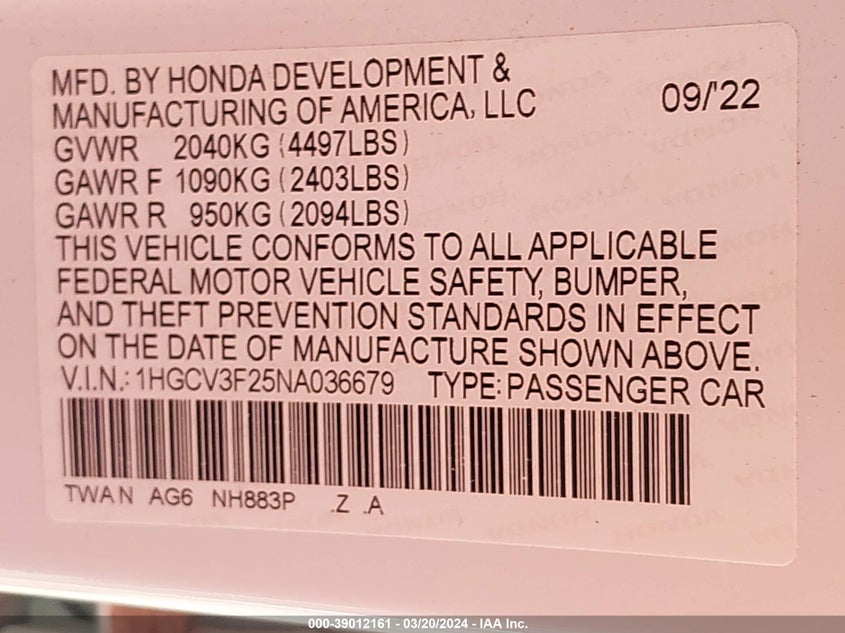 MFD. BY HONDA DEVELOPMENT &
MANUFACTURING OF AMERICA, LLC 09/'22
GVWR 2040KG (4497LBS)
GAWR F 1090KG (2403LBS)
GAWR R 950KG (2094LBS)
THIS VEHICLE CONFORMS TO ALL APPLICABLE
FEDERAL MOTOR VEHICLE SAFETY, BUMPER,
AND THEFT PREVENTION STANDARDS IN EFFECT
ON THE DATE OF MANUFACTURE SHOWN ABOVE.
V.I.N.: 1HGCV3F25NA036679 TYPE: PASSENGER CAR
TWAN AG6 NH883P .Z .A
000-39012161 - 03/20/2024 - IAA Inc.